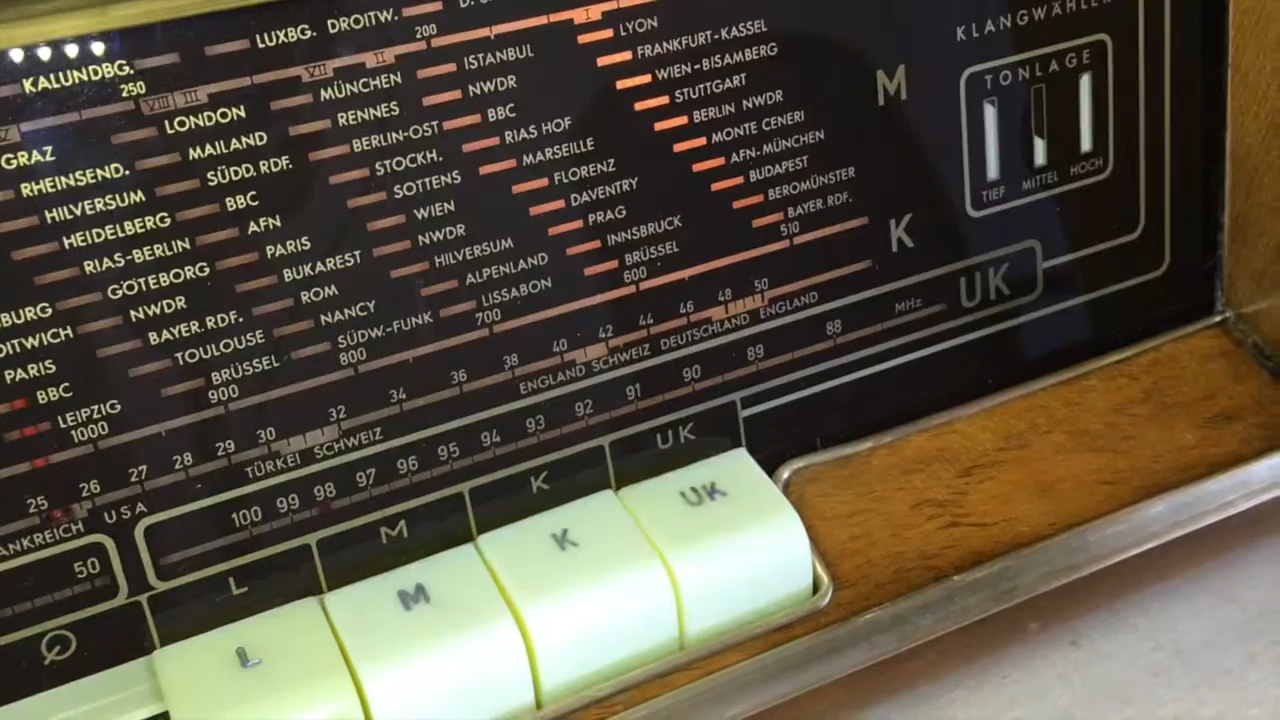 LUXBG. DROITW.
KALUNDBG.
200
250
VII II I
VIII III
GRAZ
RHEINSEND.
HILVERSUM
HEIDELBERG
RIAS-BERLIN
GÖTEBORG
NWDR
BAYER.RDF.
TOULOUSE
BRÜSSEL
PARIS
BBC
LEIPZIG
LONDON
MAILAND
SÜDD. RDF.
BBC
AFN
PARIS
BUKAREST
ROM
NANCY
SÜDW.-FUNK
MÜNCHEN
RENNES
BERLIN-OST
STOCKH.
SOTTENS
WIEN
NWDR
HILVERSUM
ALPENLAND
LISSABON
ISTANBUL
NWDR
BBC
RIAS HOF
MARSEILLE
FLORENZ
DAVENTRY
PRAG
INNSBRUCK
BRÜSSEL
LYON
FRANKFURT-KASSEL
WIEN-BISAMBERG
STUTTGART
BERLIN NWDR
MONTE CENERI
AFN-MÜNCHEN
BUDAPEST
BEROMÜNSTER
BAYER.RDF.
1000 900 800 700 600 510
M
K
25 26 27 28 29 30 32 34 36 38 40 42 44 46 48 50
USA TÜRKEI SCHWEIZ ENGLAND SCHWEIZ DEUTSCHLAND ENGLAND
100 99 98 97 96 95 94 93 92 91 90 89 88 MHz
UK
KLANGWÄHLER
TONLAGE
TIEF MITTEL HOCH
50
L M K UK
L M K UK